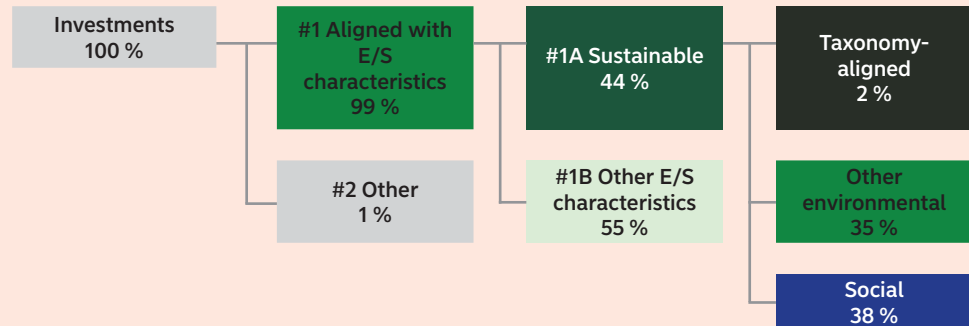 Investments
100 %
#1 Aligned with
E/S
characteristics
99 %
#2 Other
1 %
#1A Sustainable
44 %
#1B Other E/S
characteristics
55 %
Taxonomy-
aligned
2 %
Other
environmental
35 %
Social
38 %